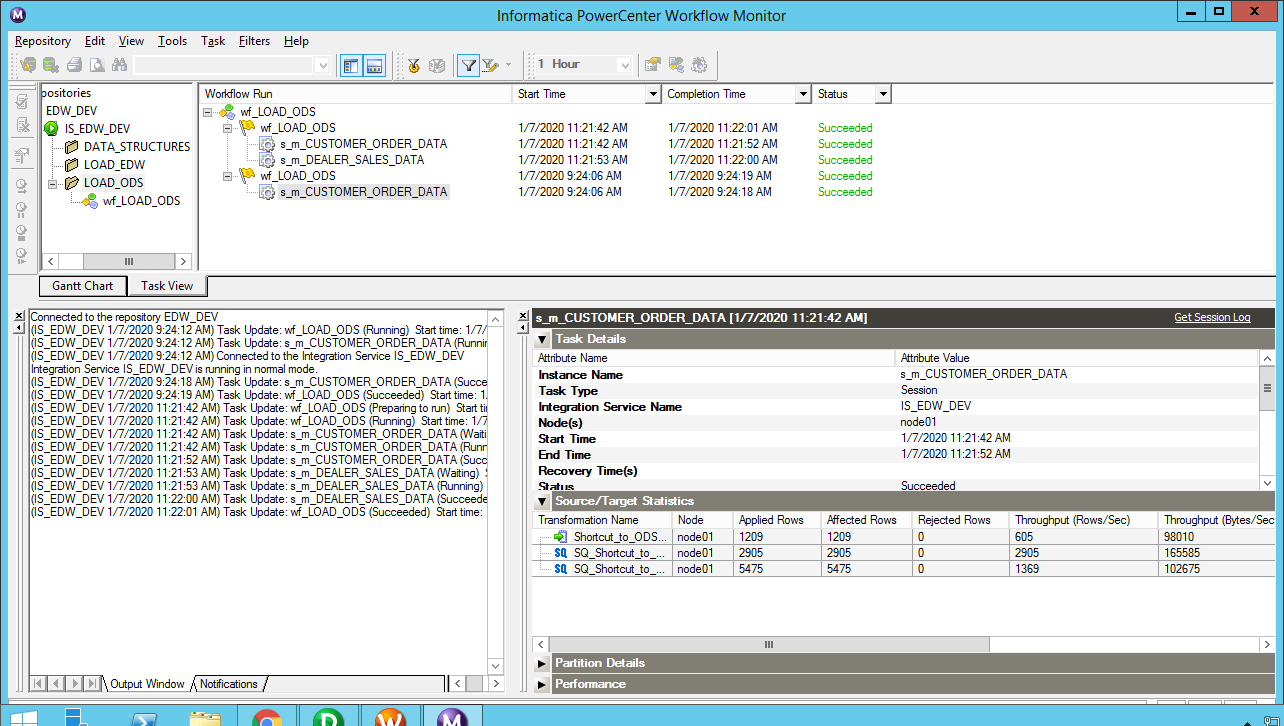 Informatica PowerCenter Workflow Monitor
Repository Edit View Tools Task Filters Help
1 Hour
positories
EDW_DEV
IS_EDW_DEV
DATA_STRUCTURES
LOAD_EDW
LOAD_ODS
wf_LOAD_ODS
Workflow Run Start Time Completion Time Status
wf_LOAD_ODS
wf_LOAD_ODS 1/7/2020 11:21:42 AM 1/7/2020 11:22:01 AM Succeeded
s_m_CUSTOMER_ORDER_DATA 1/7/2020 11:21:42 AM 1/7/2020 11:21:52 AM Succeeded
s_m_DEALER_SALES_DATA 1/7/2020 11:21:53 AM 1/7/2020 11:22:00 AM Succeeded
wf_LOAD_ODS 1/7/2020 9:24:06 AM 1/7/2020 9:24:19 AM Succeeded
s_m_CUSTOMER_ORDER_DATA 1/7/2020 9:24:06 AM 1/7/2020 9:24:18 AM Succeeded
Gantt Chart Task View
Connected to the repository EDW_DEV
(IS_EDW_DEV 1/7/2020 9:24:12 AM) Task Update: wf_LOAD_ODS (Running) Start time: 1/7/
(IS_EDW_DEV 1/7/2020 9:24:12 AM) Task Update: s_m_CUSTOMER_ORDER_DATA (Runnin
(IS_EDW_DEV 1/7/2020 9:24:12 AM) Connected to the Integration Service IS_EDW_DEV
Integration Service IS_EDW_DEV is running in normal mode.
(IS_EDW_DEV 1/7/2020 9:24:18 AM) Task Update: s_m_CUSTOMER_ORDER_DATA (Succe
(IS_EDW_DEV 1/7/2020 9:24:19 AM) Task Update: wf_LOAD_ODS (Succeeded) Start time: 1.
(IS_EDW_DEV 1/7/2020 11:21:42 AM) Task Update: wf_LOAD_ODS (Preparing to run) Start ti
(IS_EDW_DEV 1/7/2020 11:21:42 AM) Task Update: wf_LOAD_ODS (Running) Start time: 1/7
(IS_EDW_DEV 1/7/2020 11:21:42 AM) Task Update: s_m_CUSTOMER_ORDER_DATA (Waiti
(IS_EDW_DEV 1/7/2020 11:21:42 AM) Task Update: s_m_CUSTOMER_ORDER_DATA (Runn
(IS_EDW_DEV 1/7/2020 11:21:52 AM) Task Update: s_m_CUSTOMER_ORDER_DATA (Succ
(IS_EDW_DEV 1/7/2020 11:21:53 AM) Task Update: s_m_DEALER_SALES_DATA (Waiting) S
(IS_EDW_DEV 1/7/2020 11:21:53 AM) Task Update: s_m_DEALER_SALES_DATA (Running)
(IS_EDW_DEV 1/7/2020 11:22:00 AM) Task Update: s_m_DEALER_SALES_DATA (Succeede
(IS_EDW_DEV 1/7/2020 11:22:01 AM) Task Update: wf_LOAD_ODS (Succeeded) Start time:
Output Window Notifications
s_m_CUSTOMER_ORDER_DATA [1/7/2020 11:21:42 AM] Get Session Log
Task Details
Attribute Name Attribute Value
Instance Name s_m_CUSTOMER_ORDER_DATA
Task Type Session
Integration Service Name IS_EDW_DEV
Node(s) node01
Start Time 1/7/2020 11:21:42 AM
End Time 1/7/2020 11:21:52 AM
Recovery Time(s)
Status Succeeded
Source/Target Statistics
Transformation Name Node Applied Rows Affected Rows Rejected Rows Throughput (Rows/Sec) Throughput (Bytes/Sec
Shortcut_to_ODS... node01 1209 1209 0 605 98010
SQ SQ_Shortcut_to_... node01 2905 2905 0 2905 165585
SQ SQ_Shortcut_to_... node01 5475 5475 0 1369 102675
Partition Details
Performance